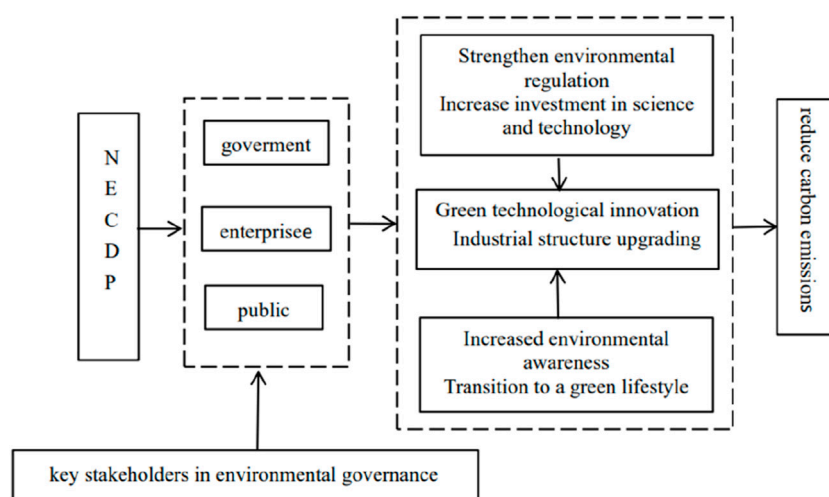 NECDP
goverment
enterprisee
public
key stakeholders in environmental governance
Strengthen environmental
regulation
Increase investment in science
and technology
Green technological innovation
Industrial structure upgrading
Increased environmental
awareness
Transition to a green lifestyle
reduce carbon emissions